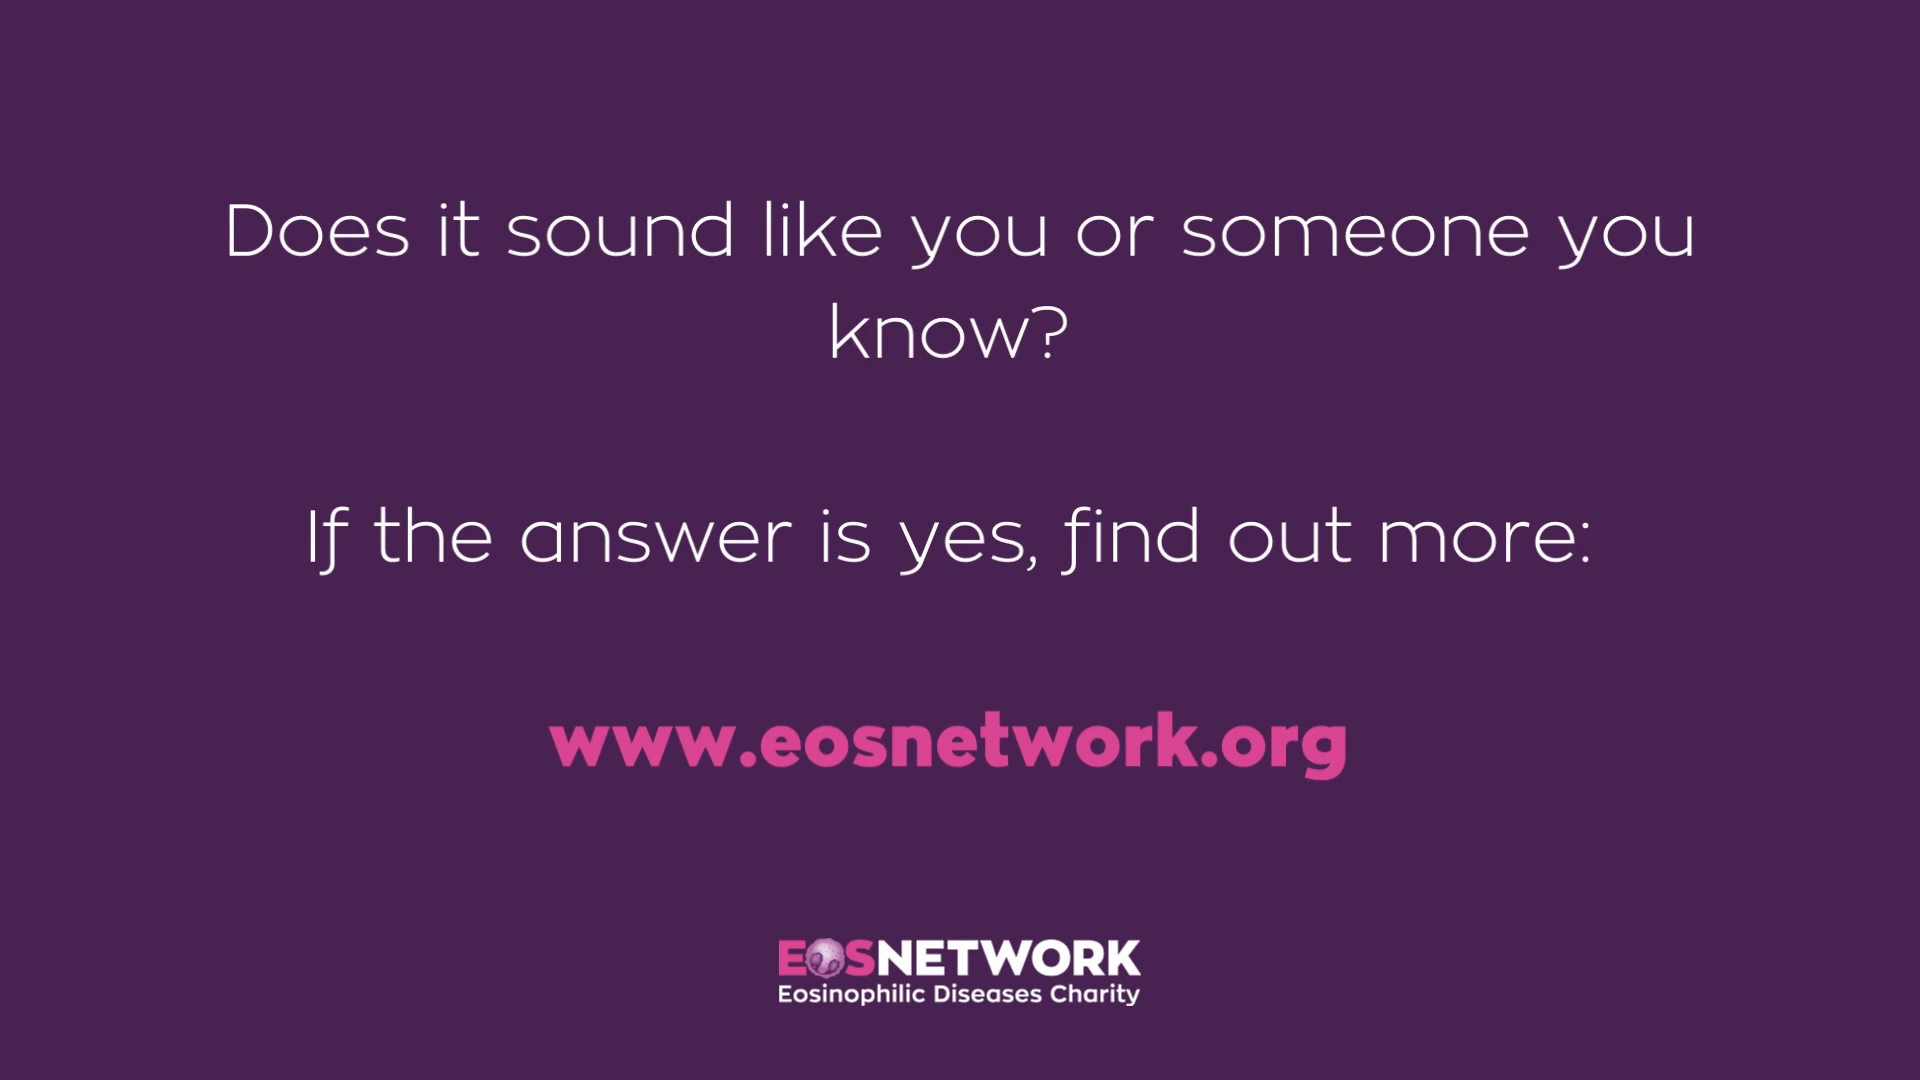 Does it sound like you or someone you
know?
If the answer is yes, find out more:
www.eosnetwork.org
EOSNETWORK
Eosinophilic Diseases Charity